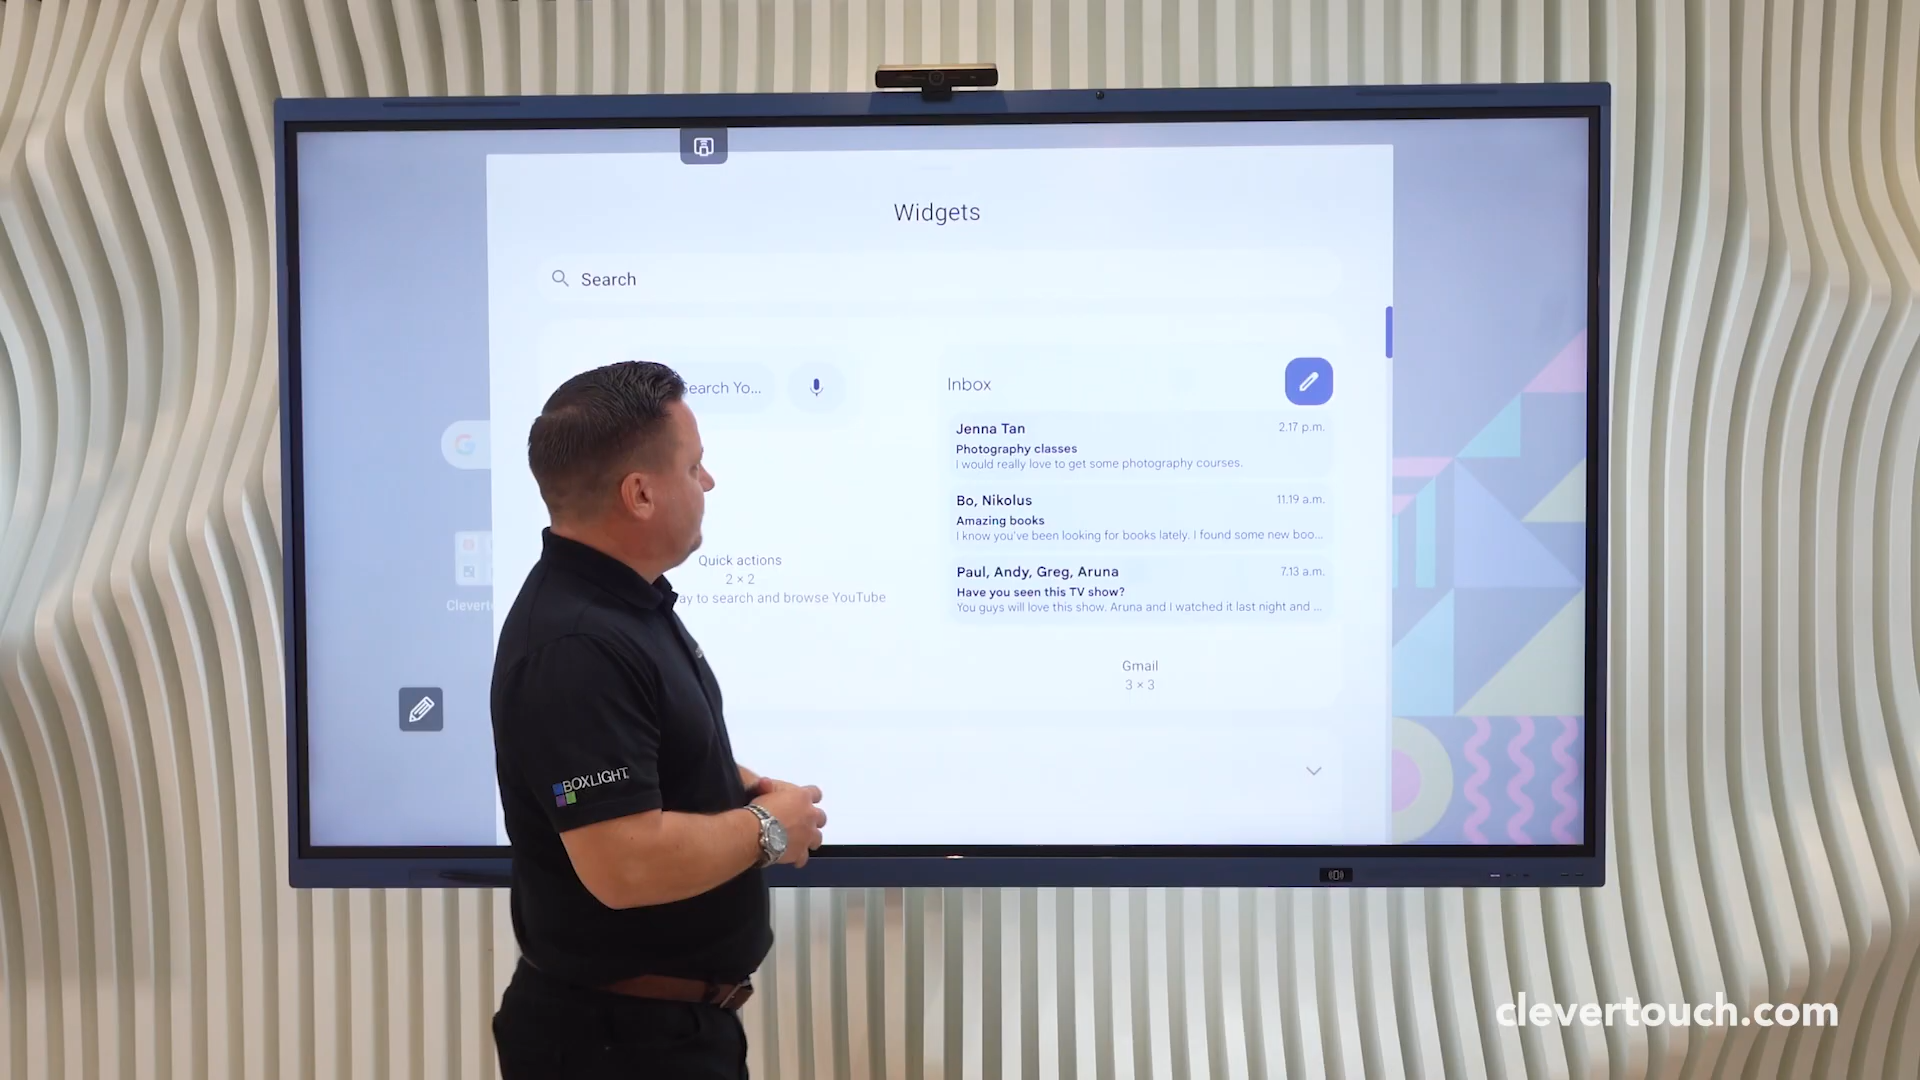 Widgets
Search
Search Yo...
Inbox
Jenna Tan
2.17 p.m.
Photography classes
I would really love to get some photography courses.
Bo, Nikolus
11.19 a.m.
Amazing books
I know you've been looking for books lately. I found some new boo...
Quick actions
2 × 2
to search and browse YouTube
Paul, Andy, Greg, Aruna
7.13 a.m.
Have you seen this TV show?
You guys will love this show. Aruna and I watched it last night and ...
Gmail
3 × 3
BOXLIGHT
clevertouch.com